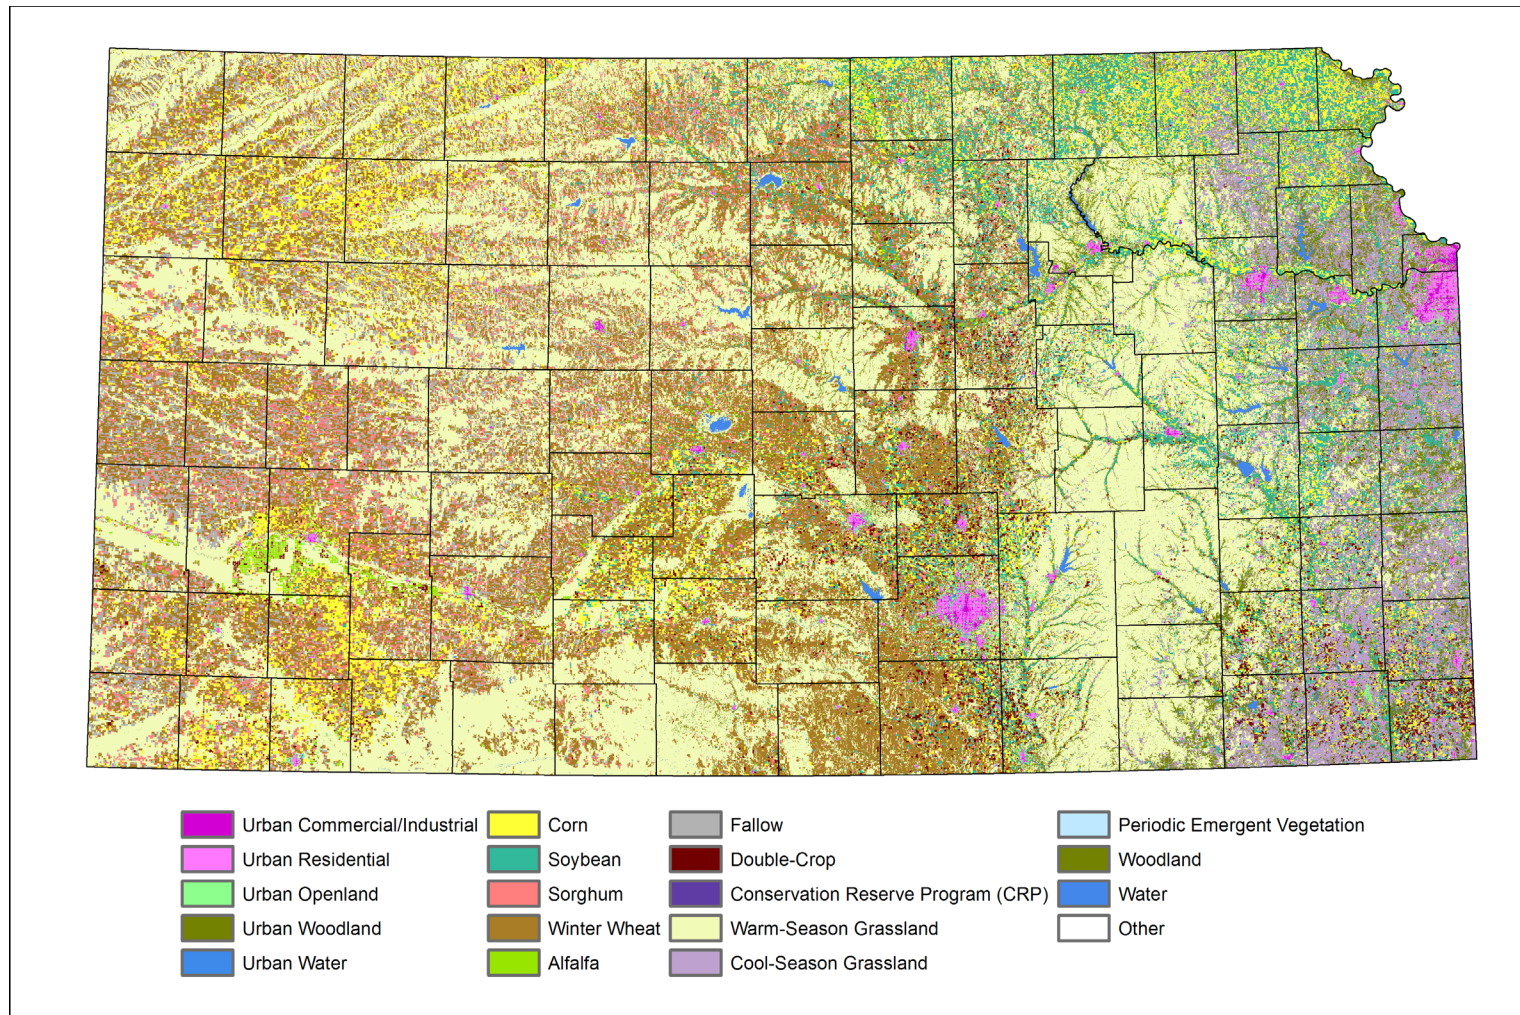 Urban Commercial/Industrial
Urban Residential
Urban Openland
Urban Woodland
Urban Water
Corn
Soybean
Sorghum
Winter Wheat
Alfalfa
Fallow
Double-Crop
Conservation Reserve Program (CRP)
Warm-Season Grassland
Cool-Season Grassland
Periodic Emergent Vegetation
Woodland
Water
Other